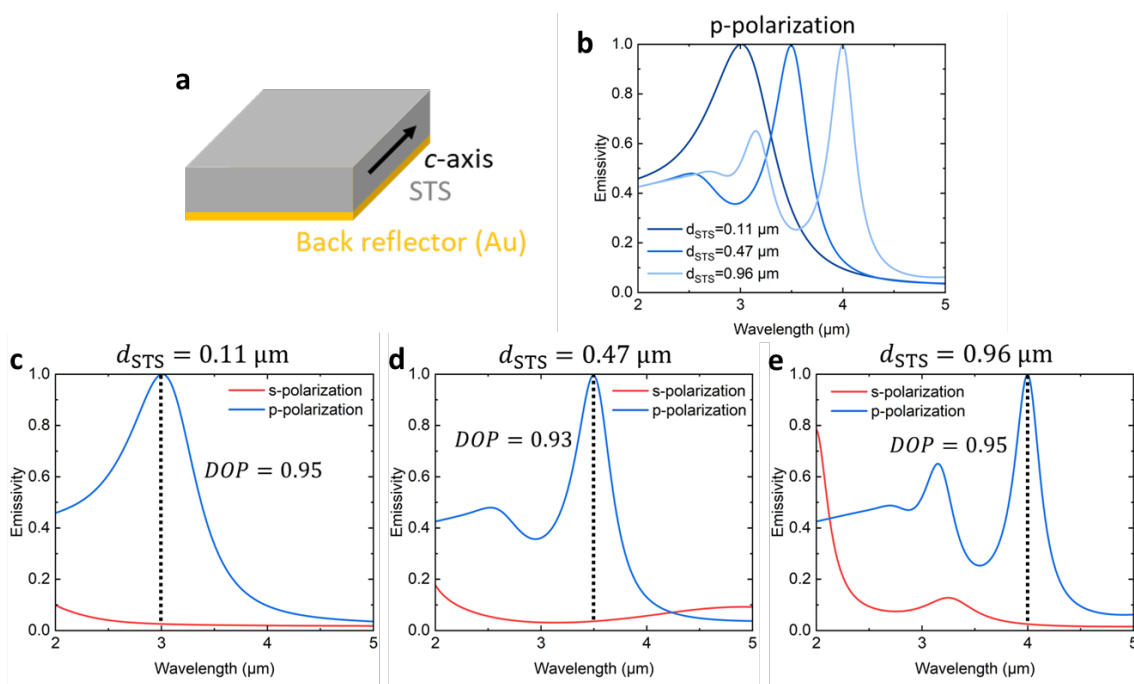 a
c-axis
STS
Back reflector (Au)
b
p-polarization
1.0
0.8
0.6
0.4
0.2
0.0
Emissivity
d_STS=0.11 µm
d_STS=0.47 µm
d_STS=0.96 µm
2 3 4 5
Wavelength (µm)
c
d_STS = 0.11 µm
1.0
0.8
0.6
0.4
0.2
0.0
Emissivity
s-polarization
p-polarization
DOP = 0.95
2 3 4 5
Wavelength (µm)
d
d_STS = 0.47 µm
1.0
0.8
0.6
0.4
0.2
0.0
Emissivity
s-polarization
p-polarization
DOP = 0.93
2 3 4 5
Wavelength (µm)
e
d_STS = 0.96 µm
1.0
0.8
0.6
0.4
0.2
0.0
Emissivity
s-polarization
p-polarization
DOP = 0.95
2 3 4 5
Wavelength (µm)